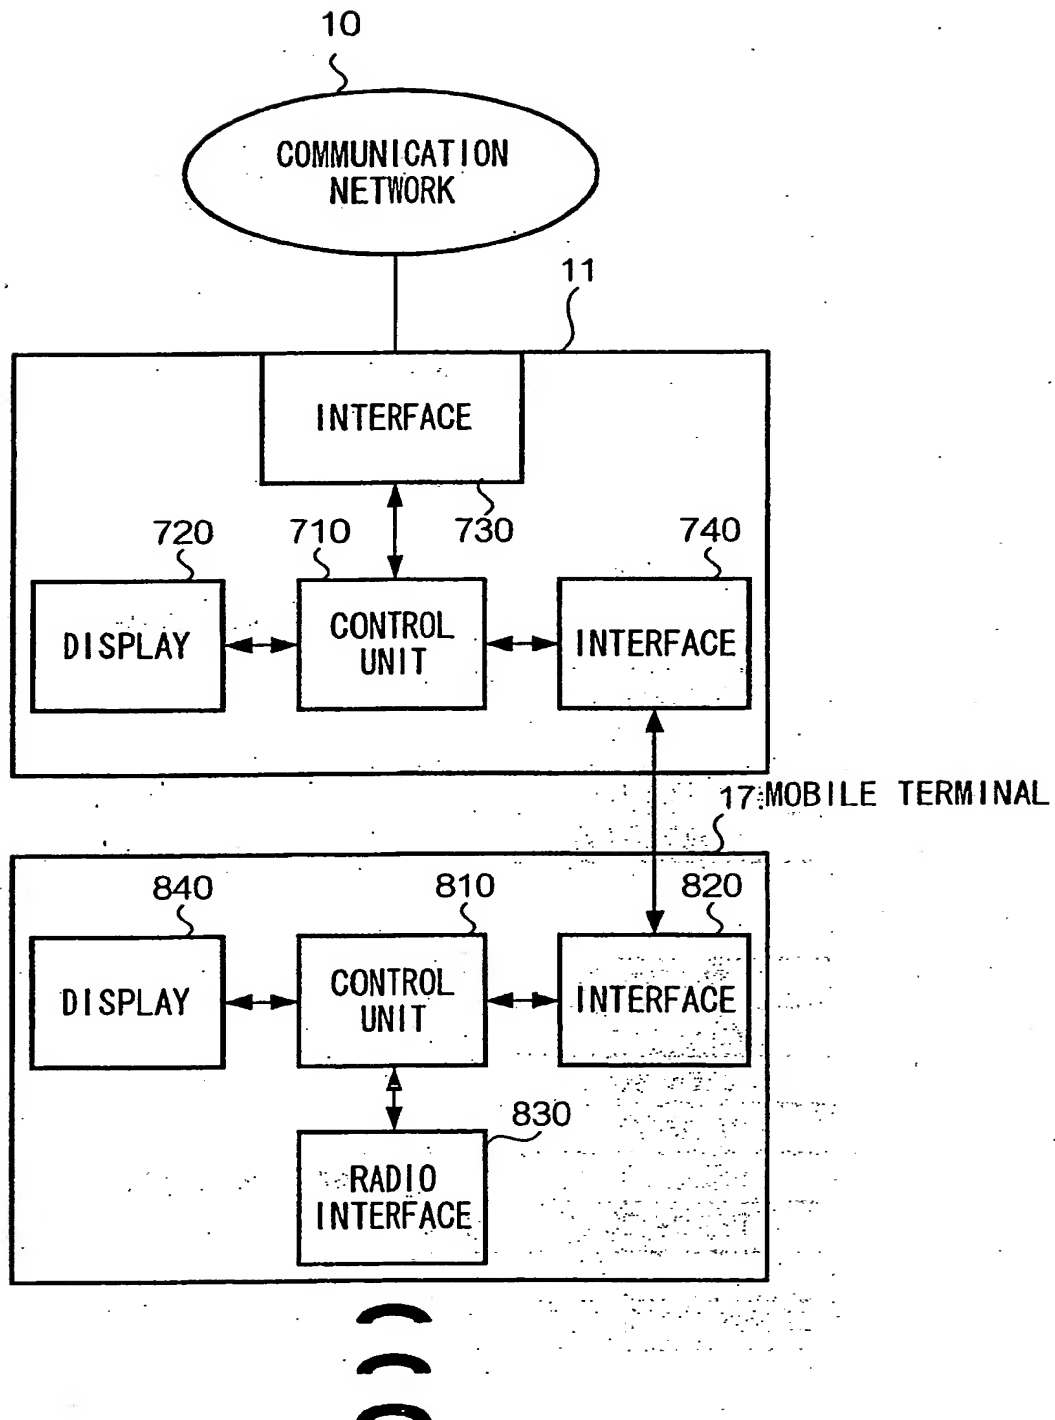 10
COMMUNICATION
NETWORK
11
INTERFACE
730
720
710
740
DISPLAY
CONTROL
UNIT
INTERFACE
17:MOBILE TERMINAL
840
810
820
DISPLAY
CONTROL
UNIT
INTERFACE
830
RADIO
INTERFACE